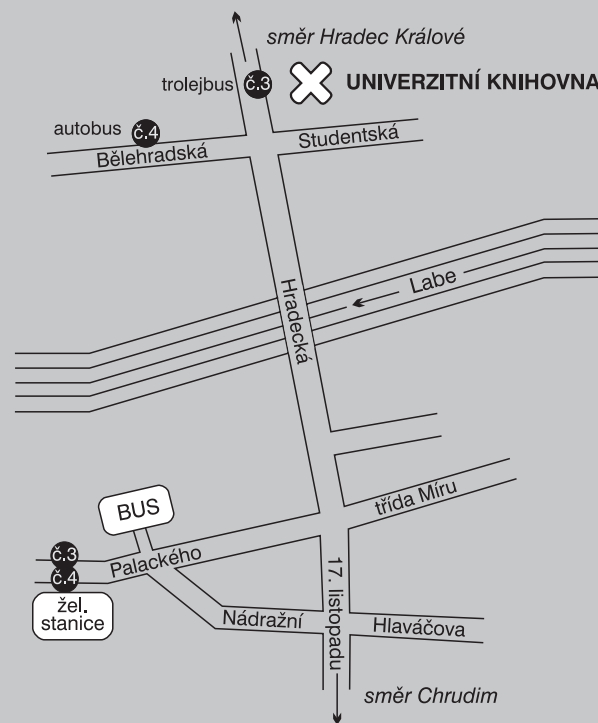 směr Hradec Králové
trolejbus č.3 UNIVERZITNÍ KNIHOVNA
autobus č.4
Bělehradská
Studentská
Hradecká
Labe
třída Míru
BUS
Palackého
č.3
č.4
žel.
stanice
17. listopadu
Nádražní
Hlaváčova
směr Chrudim